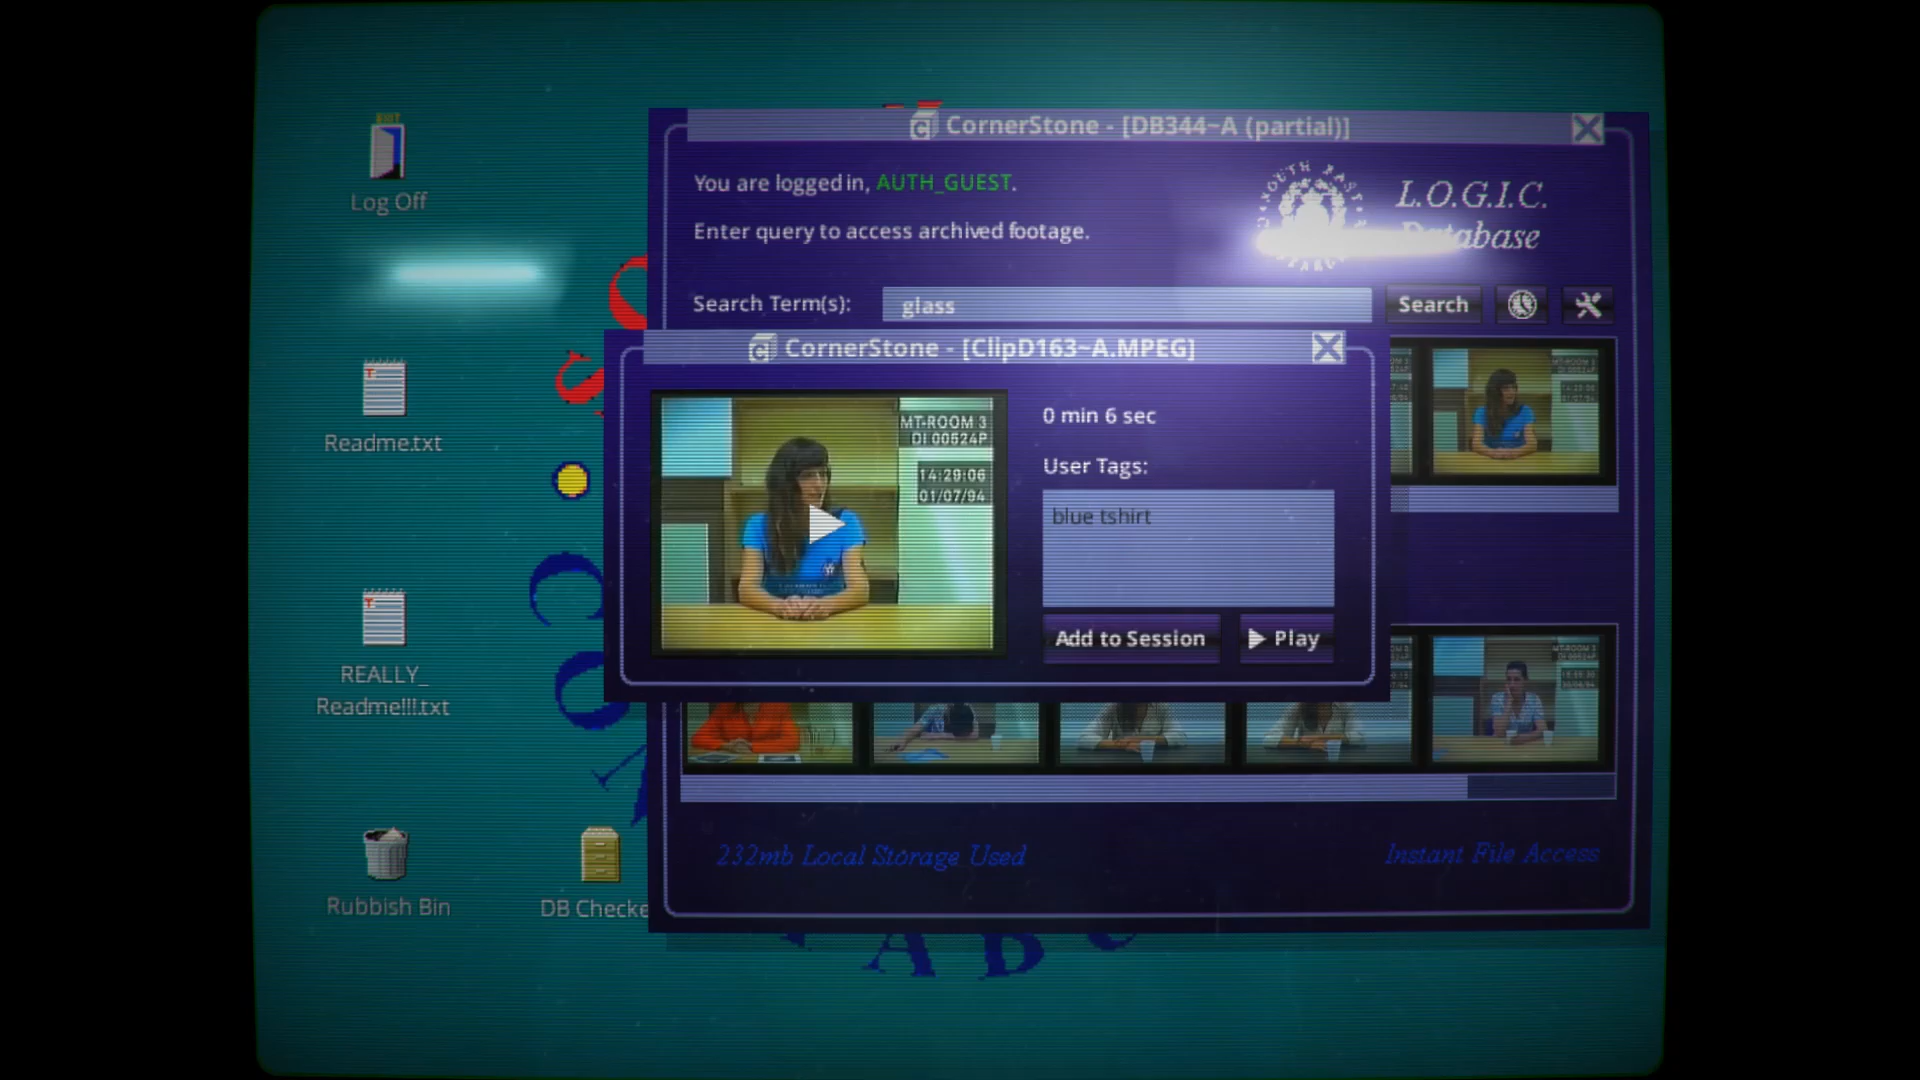 CornerStone - [DB344~A (partial)]
You are logged in, AUTH_GUEST.
Enter query to access archived footage.
L.O.G.I.C.
Database
Search Term(s):
glass
Search
CornerStone - [ClipD163~A.MPEG]
MT-ROOM 3
DI 00524P
14:29:06
01/07/94
0 min 6 sec
User Tags:
blue tshirt
Add to Session
Play
232mb Local Storage Used
Instant File Access
Log Off
Readme.txt
REALLY_
Readme!!!.txt
Rubbish Bin
DB Checke